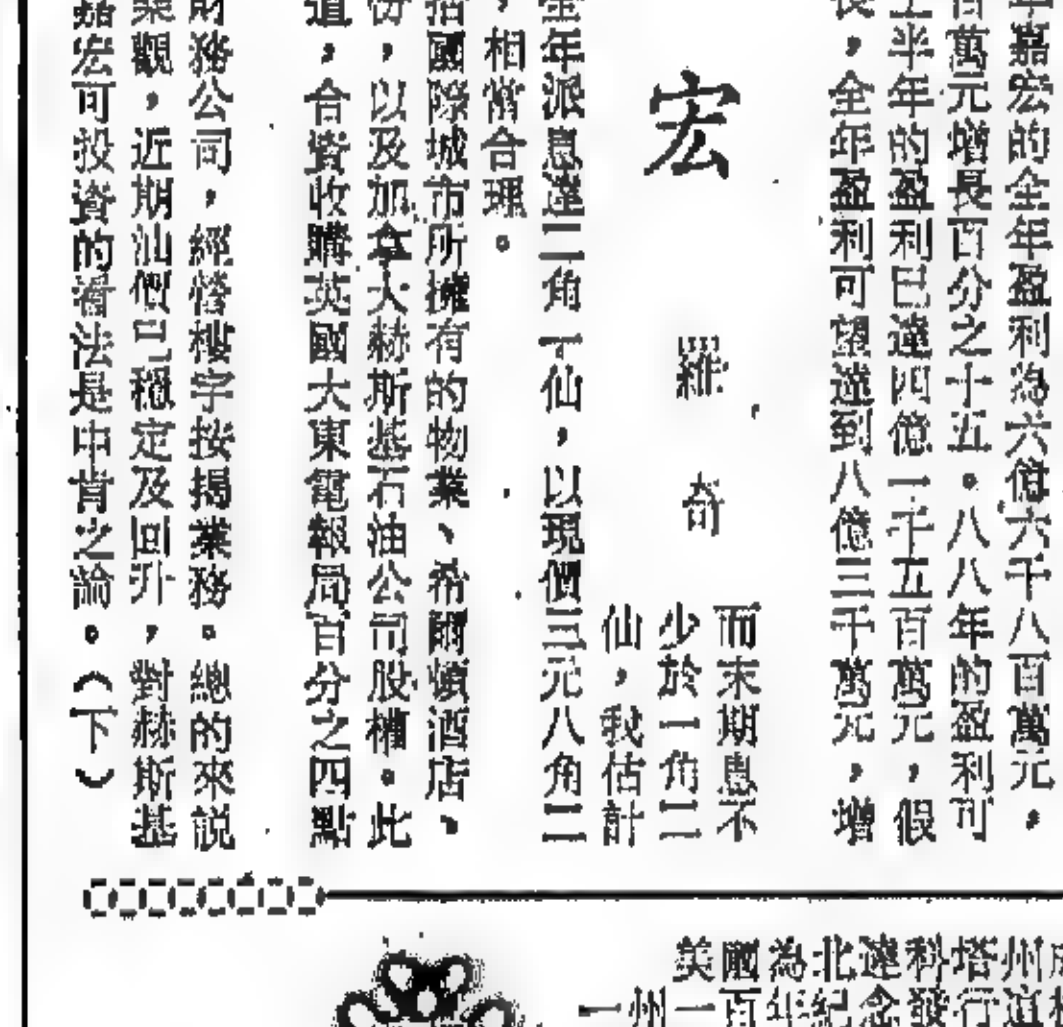 年嘉宏的全年盈利為六億六千八百萬元。
百萬元增長百分之十五。八八年的盈利可
上半年的盈利已達四億一千五百萬元，假
長，全年盈利可望達到八億三千萬元，增
宏
羅奇
而末期息不
少於一角二
仙，我估計
全年派息達二角一仙，以現價三元八角二
，相當合理。
括國際城市所擁有的物業、希爾頓酒店、
份，以及加拿大赫斯基石油公司股權。此
道，合資收購英國大東電報局百分之四點
財務公司，經營樓宇按揭業務。總的來説
樂觀，近期油價已穩定及回升，對赫斯基
嘉宏可投資的看法是中肯之論。（下）
美國為北達科塔州
一州一百年紀念發行這